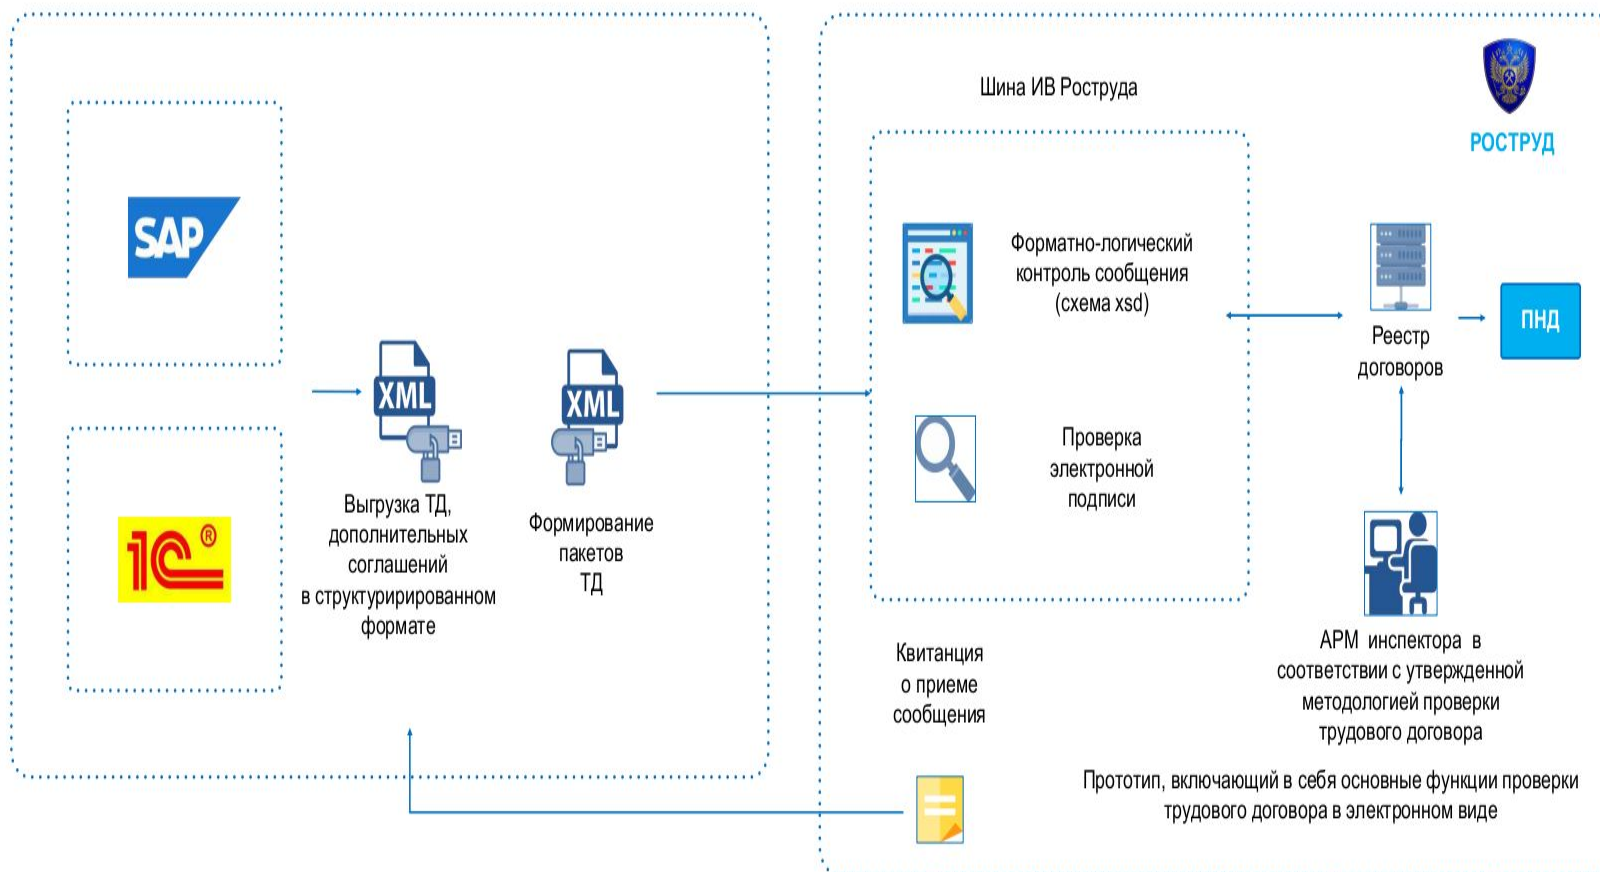 SAP
1С ®
XML
Выгрузка ТД,
дополнительных
соглашений
в структурирированном
формате
XML
Формирование
пакетов
ТД
Шина ИВ Роструда
РОСТРУД
Форматно-логический
контроль сообщения
(схема xsd)
Проверка
электронной
подписи
Реестр
договоров
ПНД
АРМ инспектора в
соответствии с утвержденной
методологией проверки
трудового договора
Квитанция
о приеме
сообщения
Прототип, включающий в себя основные функции проверки
трудового договора в электронном виде